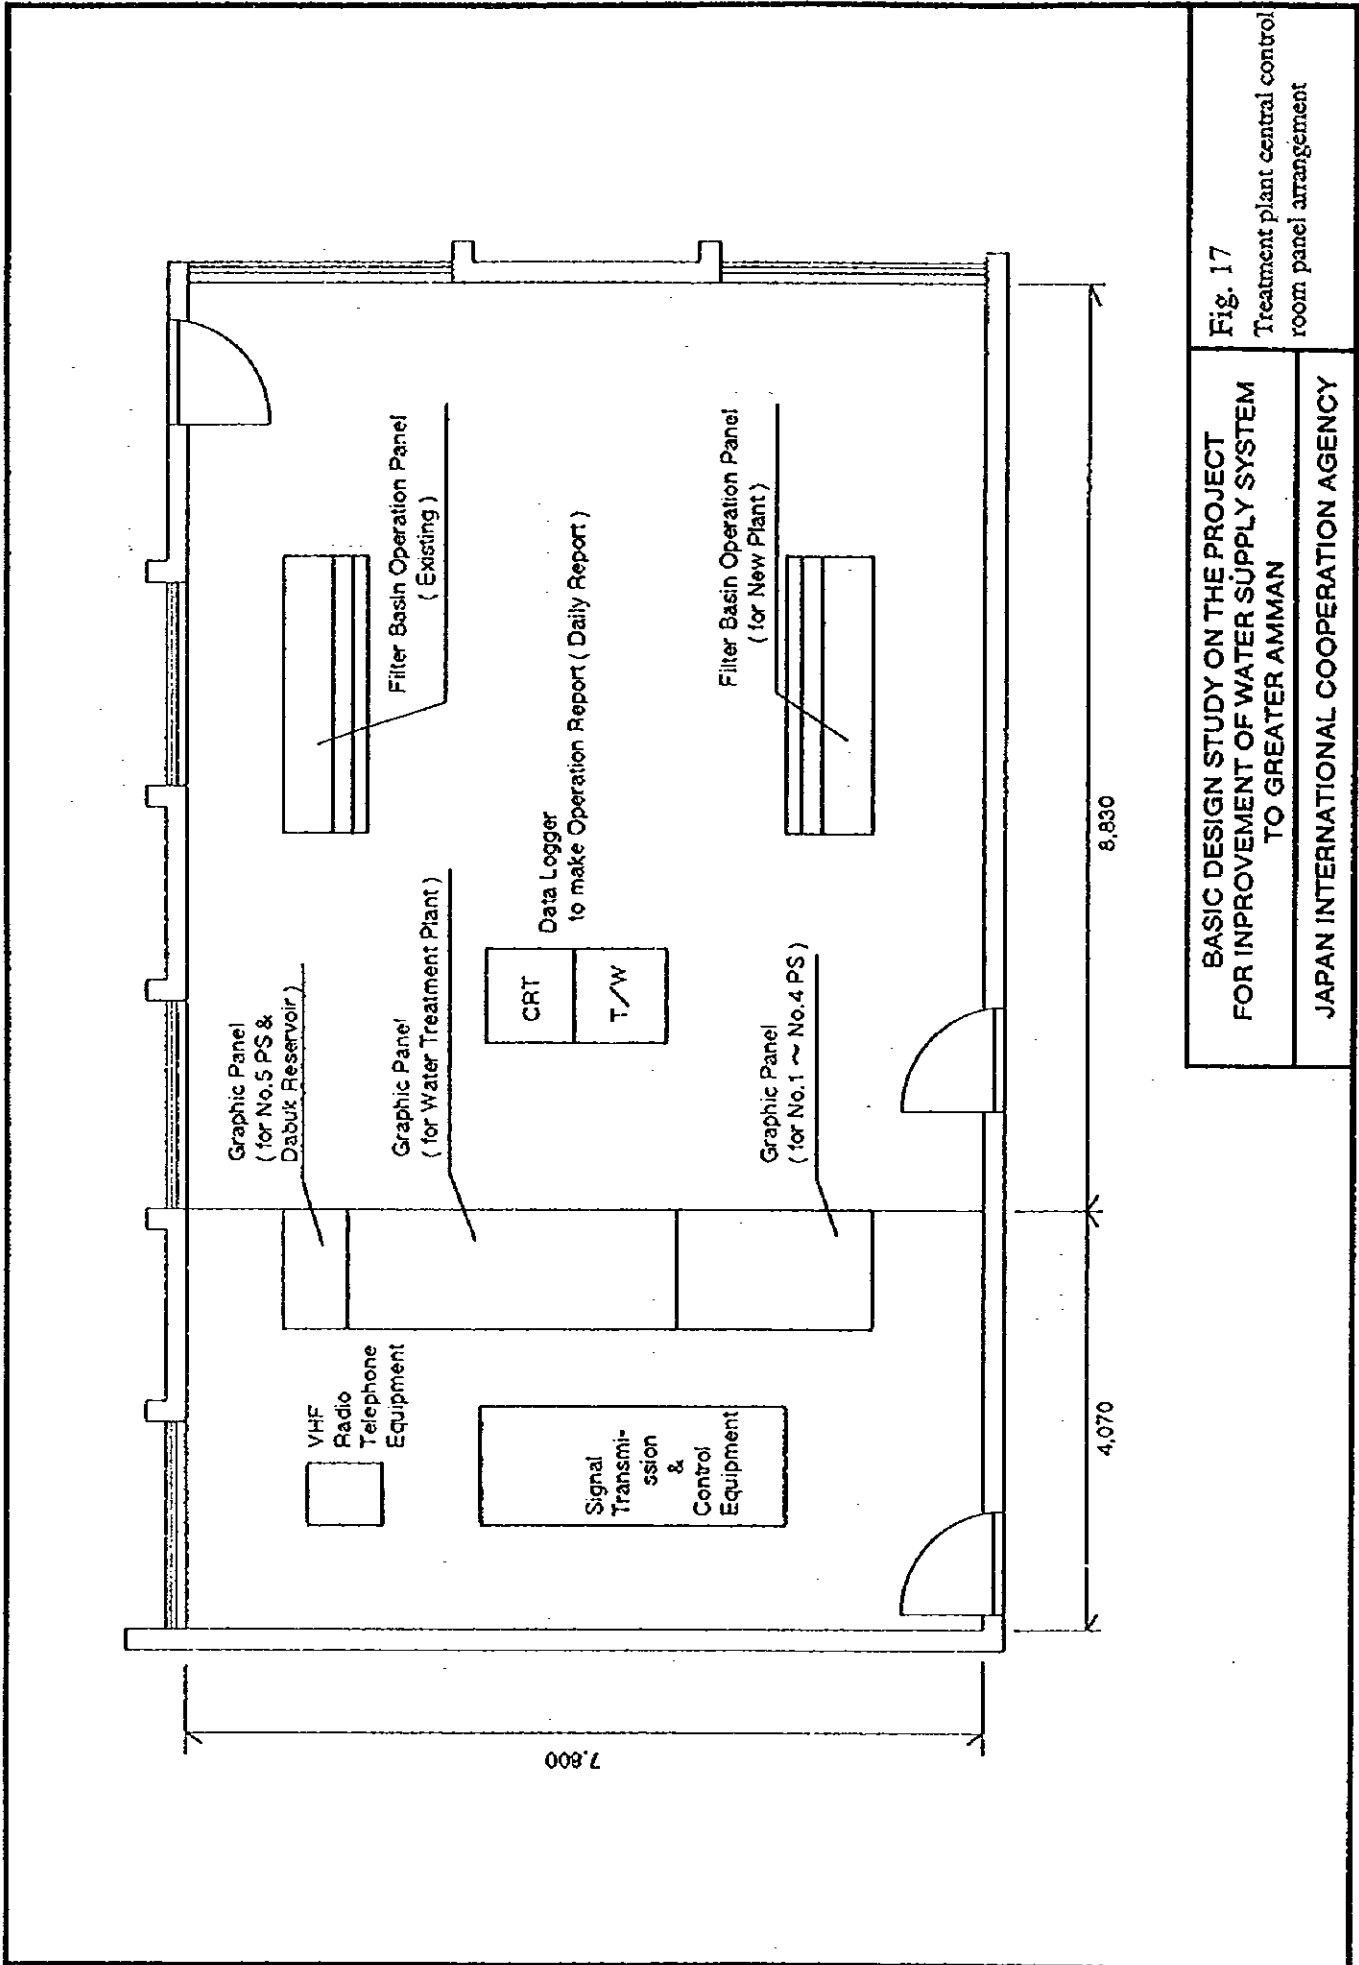 Graphic Panel
( for No.5 PS &
Dabuk Reservoir )
Graphic Panel
( for Water Treatment Plant )
Filter Basin Operation Panel
( Existing )
VHF
Radio
Telephone
Equipment
CRT
T/W
Data Logger
to make Operation Report ( Daily Report )
Signal
Transmi-
ssion
&
Control
Equipment
Graphic Panel
( for No.1 ~ No.4 PS )
Filter Basin Operation Panel
( for New Plant )
7.800
4,070
8,830
BASIC DESIGN STUDY ON THE PROJECT
FOR INPROVEMENT OF WATER SUPPLY SYSTEM
TO GREATER AMMAN
JAPAN INTERNATIONAL COOPERATION AGENCY
Fig. 17
Treatment plant central control
room panel arrangement